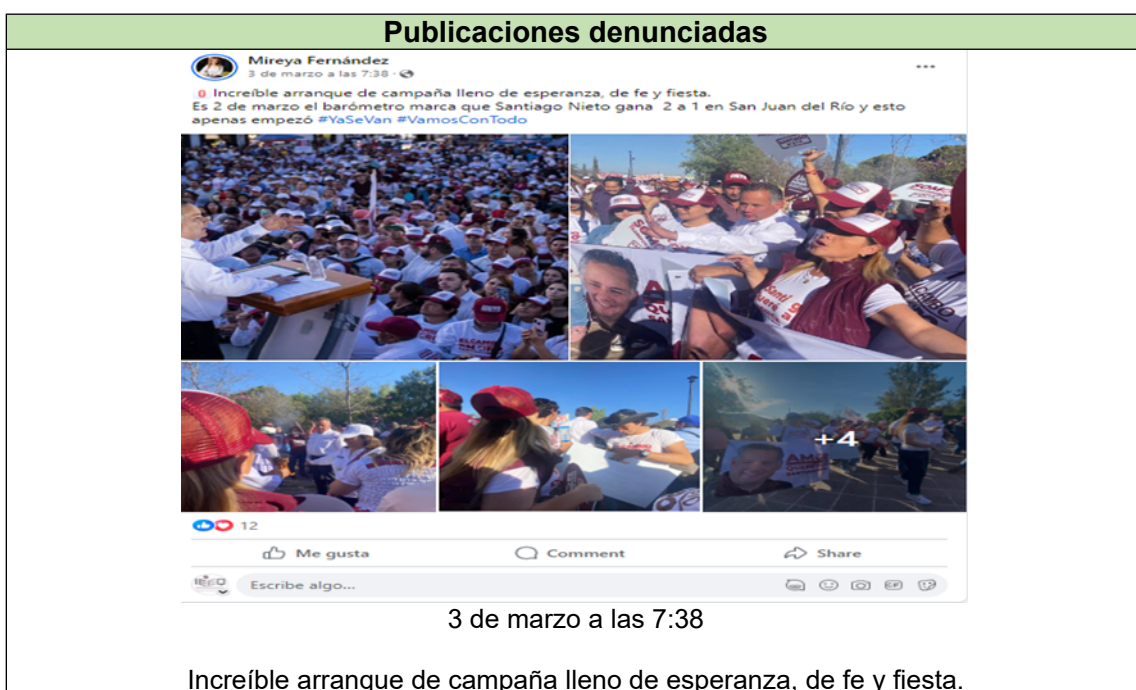 Publicaciones denunciadas
Mireya Fernández
3 de marzo a las 7:38
Increíble arranque de campaña lleno de esperanza, de fe y fiesta.
Es 2 de marzo el barómetro marca que Santiago Nieto gana 2 a 1 en San Juan del Río y esto
apenas empezó #YaSeVan #VamosConTodo
+4
12
Me gusta
Comment
Share
IEEQ
Escribe algo...
GIF
3 de marzo a las 7:38
Increíble arranque de campaña lleno de esperanza, de fe y fiesta.